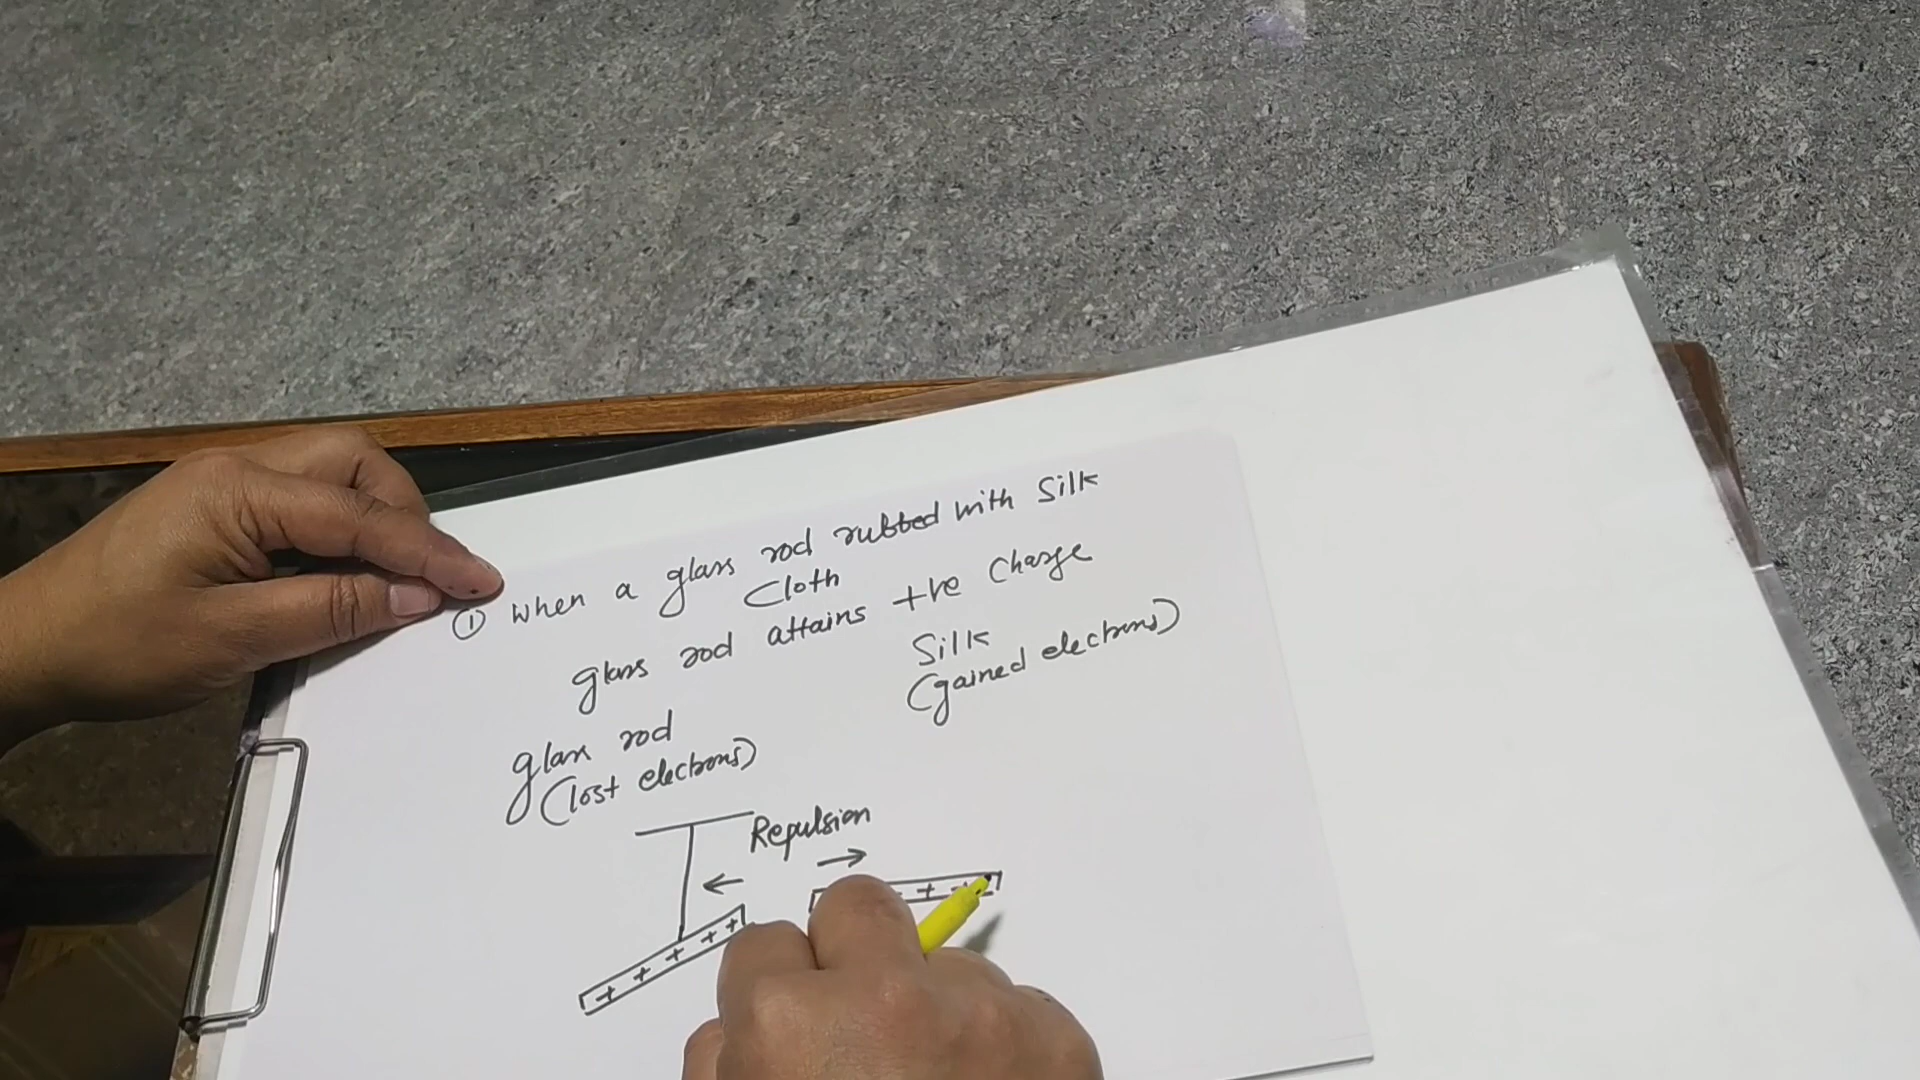 ① When a glass rod rubbed with Silk
Cloth
glass rod attains +ve Charge
Silk
(gained electrons)
glass rod
(lost electrons)
Repulsion
← →
+ +
+ + + + +